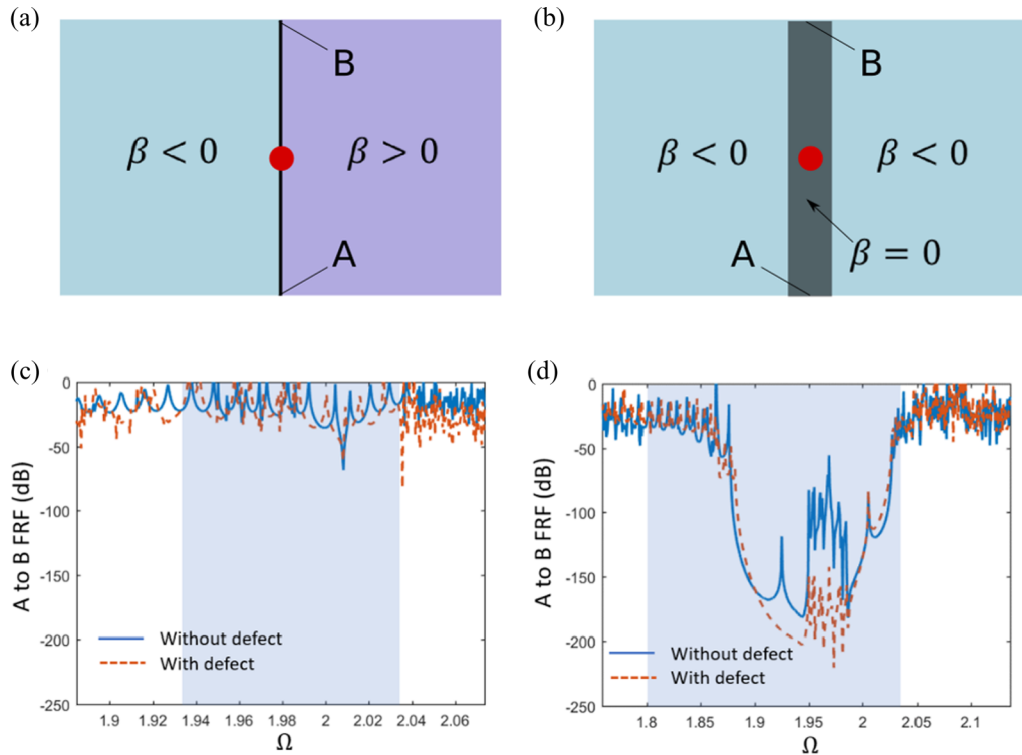 (a)
B
β < 0
β > 0
A
(b)
B
β < 0
β < 0
A
β = 0
(c)
A to B FRF (dB)
0
-50
-100
-150
-200
-250
Without defect
With defect
1.9 1.92 1.94 1.96 1.98 2 2.02 2.04 2.06
Ω
(d)
A to B FRF (dB)
0
-50
-100
-150
-200
-250
Without defect
With defect
1.8 1.85 1.9 1.95 2 2.05 2.1
Ω